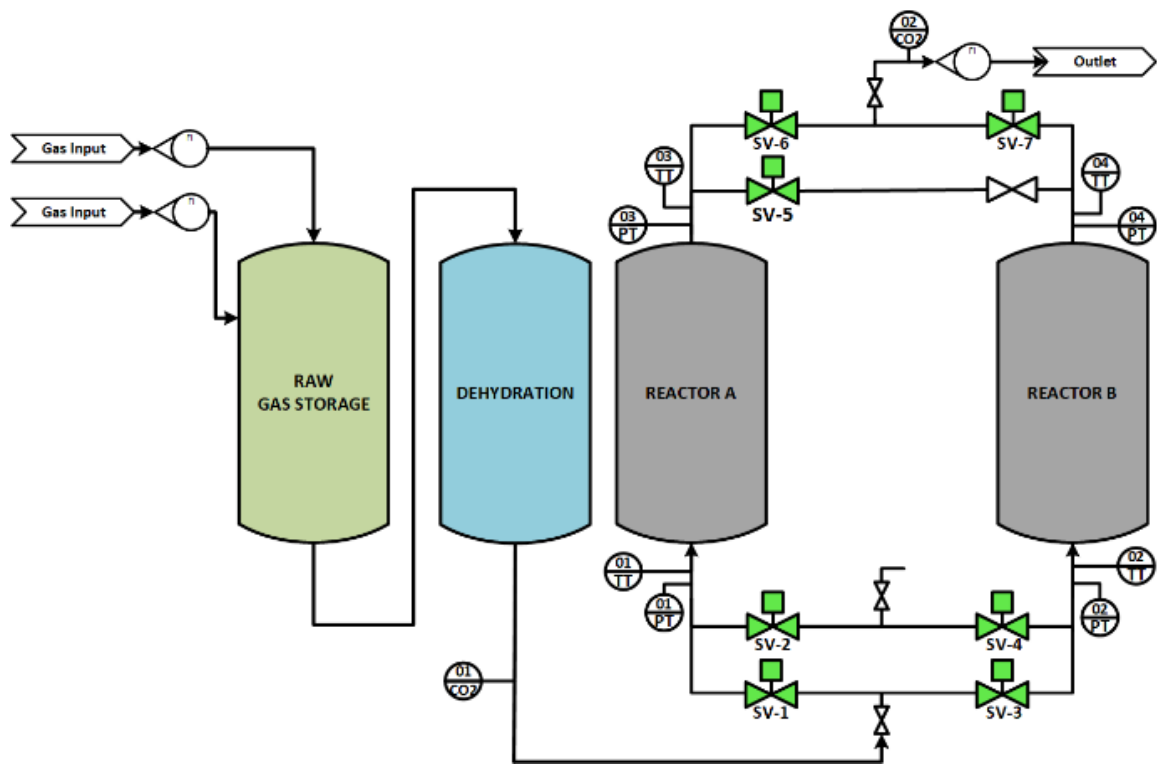 02
CO2
FI
Outlet
SV-6
SV-7
Gas Input
FI
03
TT
04
TT
Gas Input
FI
SV-5
03
PT
04
PT
RAW
GAS STORAGE
DEHYDRATION
REACTOR A
REACTOR B
01
TT
02
TT
01
PT
02
PT
SV-2
SV-4
01
CO2
SV-1
SV-3